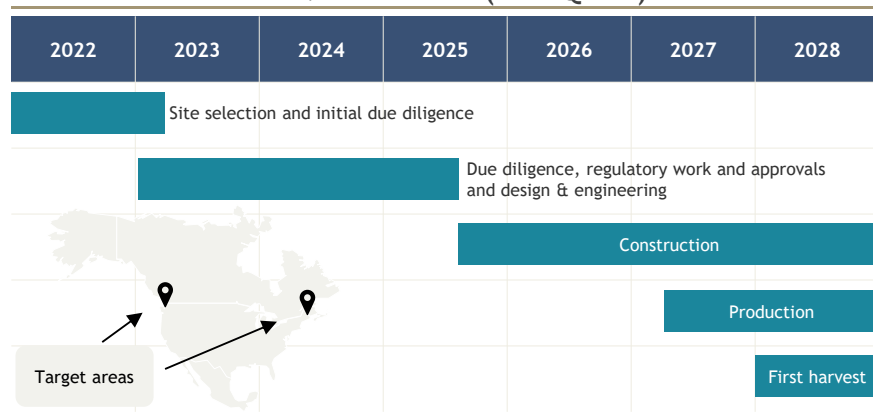 2022 2023 2024 2025 2026 2027 2028
Site selection and initial due diligence
Due diligence, regulatory work and approvals
and design & engineering
Construction
Production
Target areas
First harvest